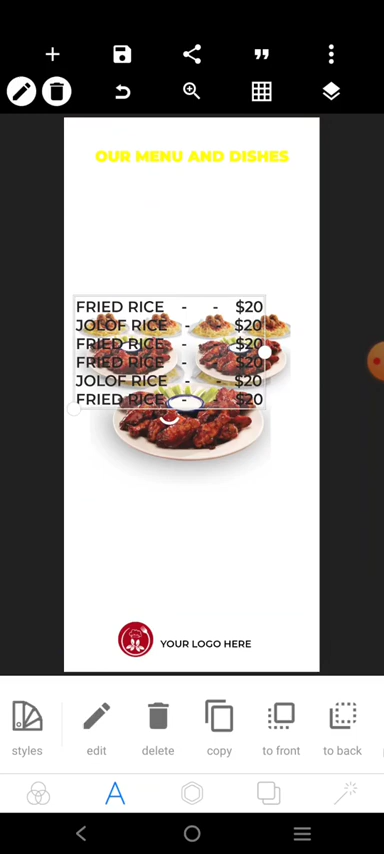 OUR MENU AND DISHES
FRIED RICE - - $20
JOLOF RICE - - $20
FRIED RICE - - $20
FRIED RICE - - $20
JOLOF RICE - - $20
FRIED RICE - - $20
YOUR LOGO HERE
styles edit delete copy to front to back